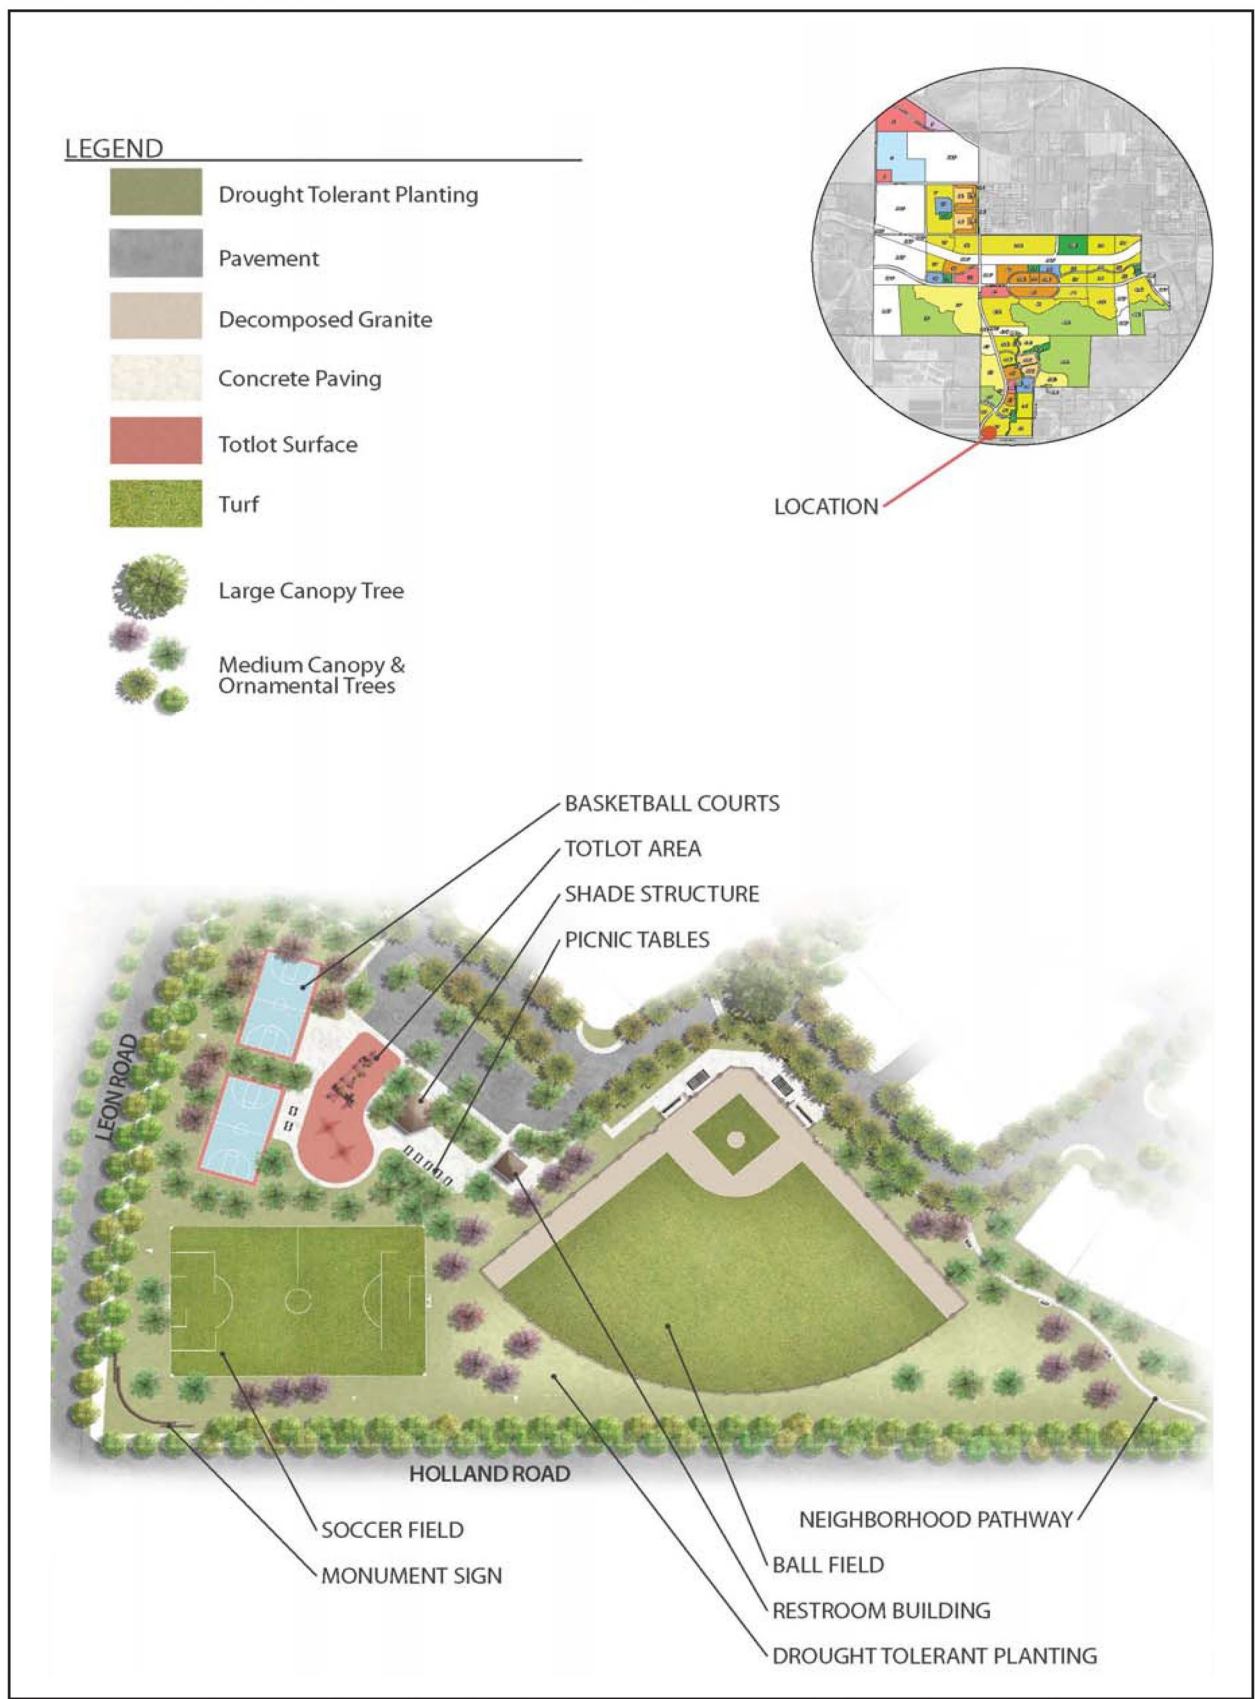 LEGEND
Drought Tolerant Planting
Pavement
Decomposed Granite
Concrete Paving
Totlot Surface
Turf
Large Canopy Tree
Medium Canopy &
Ornamental Trees
LOCATION
BASKETBALL COURTS
TOTLOT AREA
SHADE STRUCTURE
PICNIC TABLES
LEON ROAD
HOLLAND ROAD
SOCCER FIELD
MONUMENT SIGN
NEIGHBORHOOD PATHWAY
BALL FIELD
RESTROOM BUILDING
DROUGHT TOLERANT PLANTING